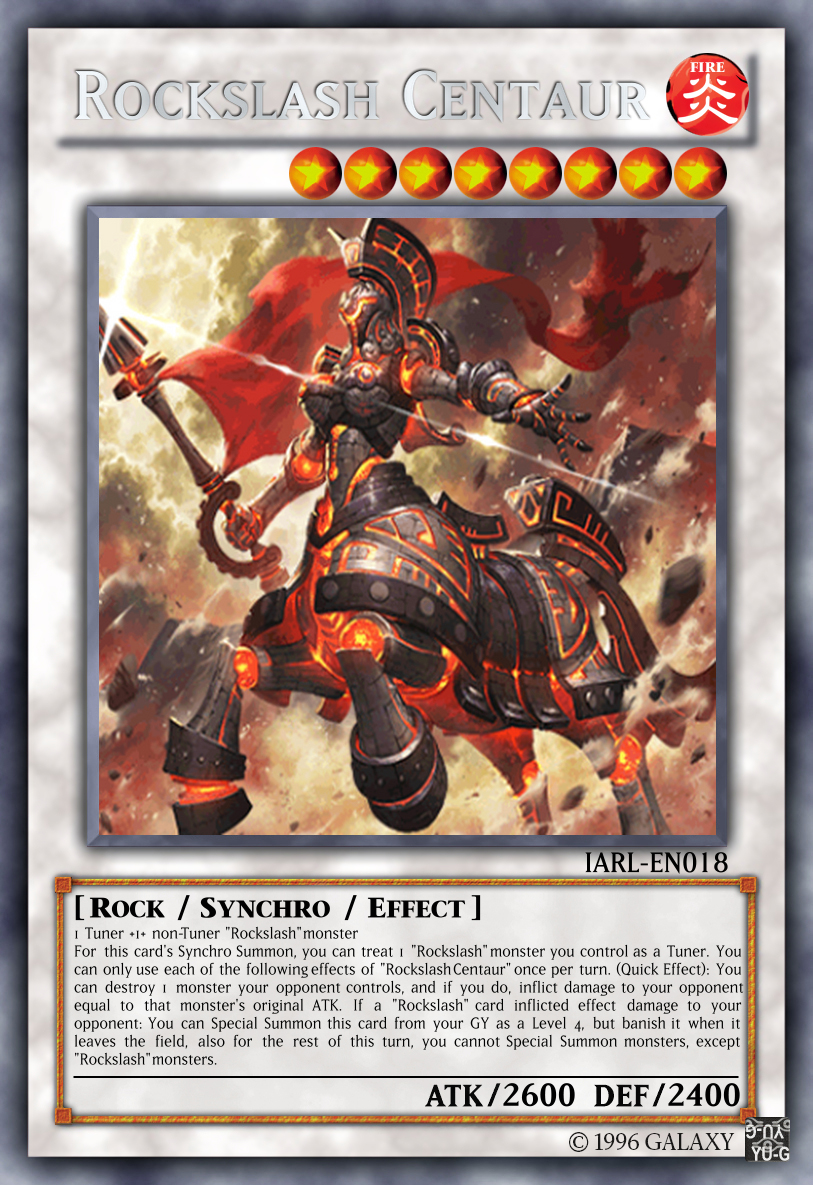 Rockslash Centaur
FIRE
炎
IARL-EN018
[ Rock / Synchro / Effect ]
1 Tuner +1+ non-Tuner "Rockslash" monster
For this card's Synchro Summon, you can treat 1 "Rockslash" monster you control as a Tuner. You
can only use each of the following effects of "Rockslash Centaur" once per turn. (Quick Effect): You
can destroy 1 monster your opponent controls, and if you do, inflict damage to your opponent
equal to that monster's original ATK. If a "Rockslash" card inflicted effect damage to your
opponent: You can Special Summon this card from your GY as a Level 4, but banish it when it
leaves the field, also for the rest of this turn, you cannot Special Summon monsters, except
"Rockslash" monsters.
ATK/2600 DEF/2400
© 1996 GALAXY
YU-G
YU-G